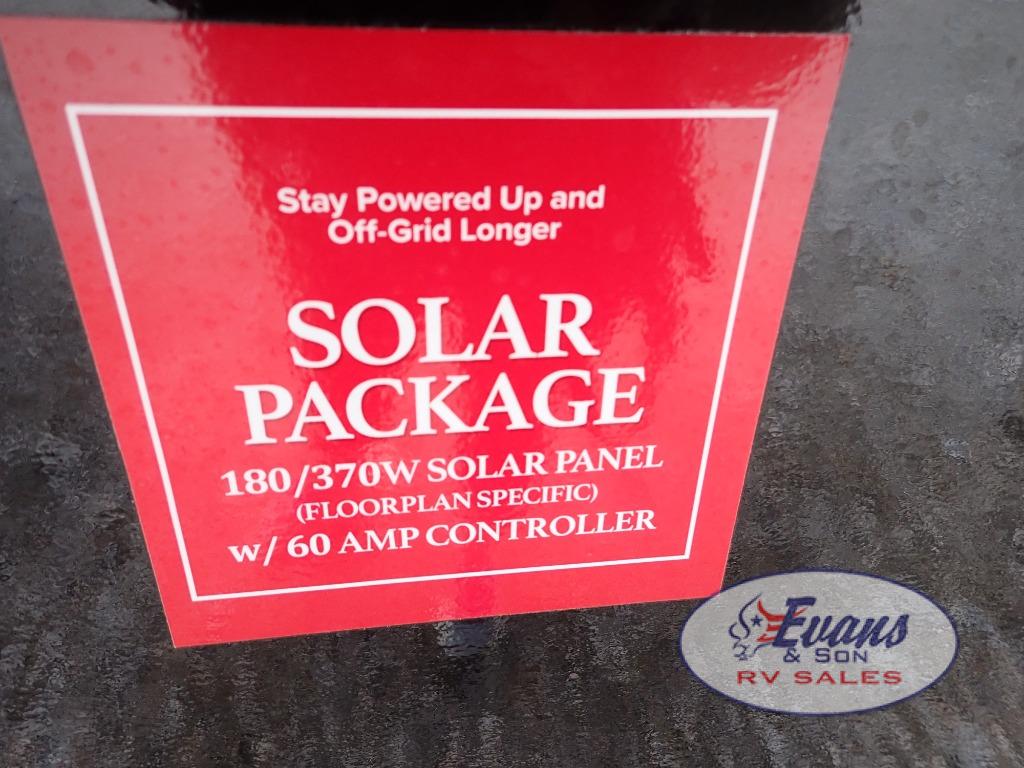 Stay Powered Up and
Off-Grid Longer
SOLAR
PACKAGE
180/370W SOLAR PANEL
(FLOORPLAN SPECIFIC)
w/ 60 AMP CONTROLLER
Evans
& SON
RV SALES